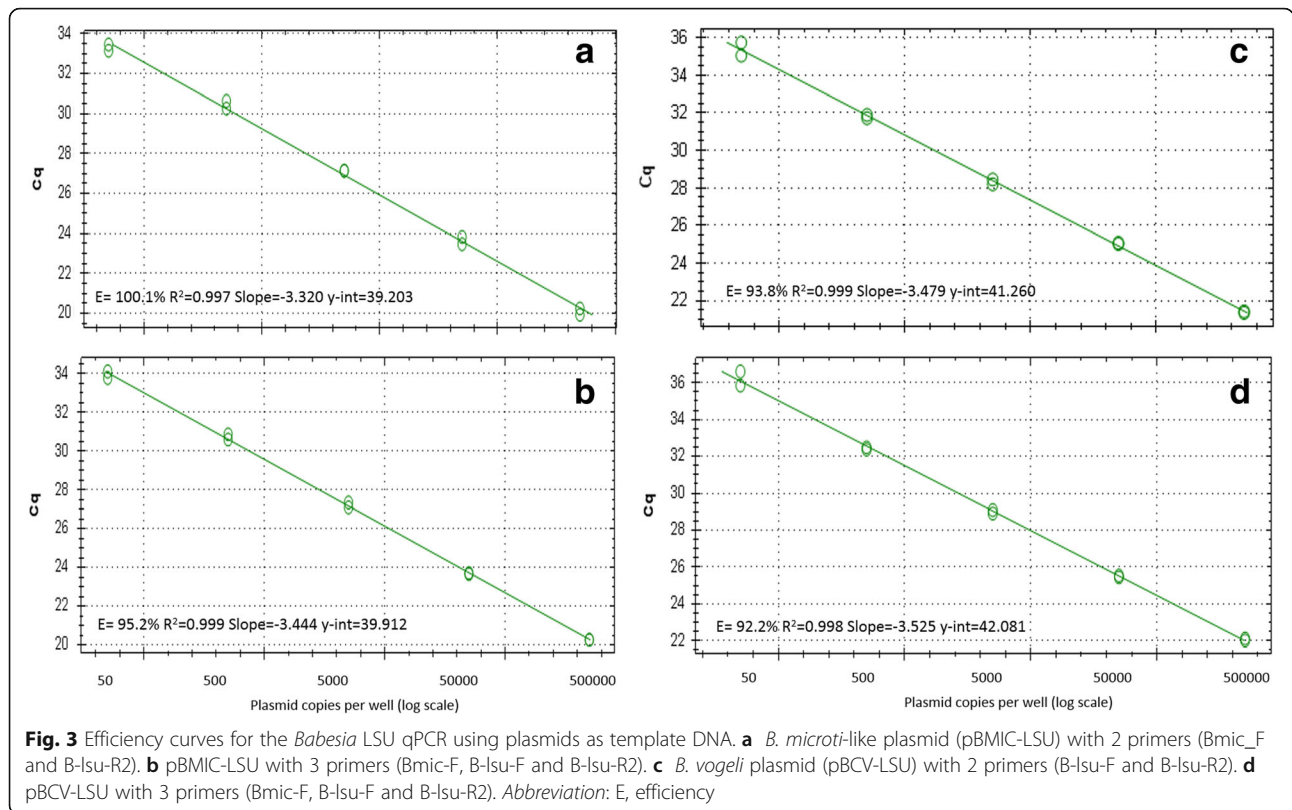 a
34
32
30
28
26
24
22
20
Cq
E= 100.1% R²=0.997 Slope=-3.320 y-int=39.203
b
34
32
30
28
26
24
22
20
Cq
E= 95.2% R²=0.999 Slope=-3.444 y-int=39.912
50 500 5000 50000 500000
Plasmid copies per well (log scale)
c
36
34
32
30
28
26
24
22
Cq
E= 93.8% R²=0.999 Slope=-3.479 y-int=41.260
d
36
34
32
30
28
26
24
22
Cq
E= 92.2% R²=0.998 Slope=-3.525 y-int=42.081
50 500 5000 50000 500000
Plasmid copies per well (log scale)
Fig. 3 Efficiency curves for the Babesia LSU qPCR using plasmids as template DNA. a B. microti-like plasmid (pBMIC-LSU) with 2 primers (Bmic_F
and B-lsu-R2). b pBMIC-LSU with 3 primers (Bmic-F, B-lsu-F and B-lsu-R2). c B. vogeli plasmid (pBCV-LSU) with 2 primers (B-lsu-F and B-lsu-R2). d
pBCV-LSU with 3 primers (Bmic-F, B-lsu-F and B-lsu-R2). Abbreviation: E, efficiency